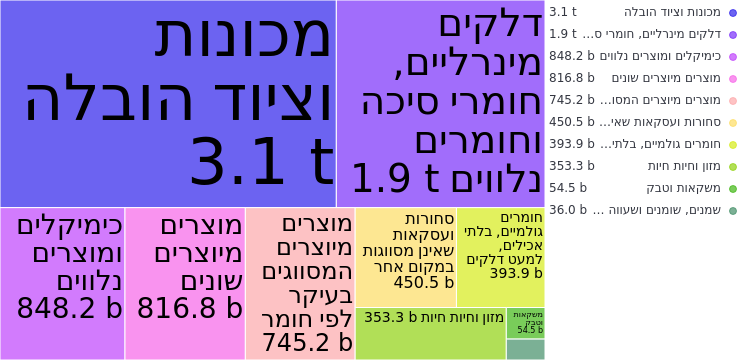 מכונות
וציוד הובלה
3.1 t
דלקים
מינרליים,
חומרי סיכה
וחומרים
נלווים 1.9 t
כימיקלים
ומוצרים
נלווים
848.2 b
מוצרים
מיוצרים
שונים
816.8 b
מוצרים
מיוצרים
המסווגים
בעיקר
לפי חומר
745.2 b
סחורות
ועסקאות
שאינן מסווגות
במקום אחר
450.5 b
חומרים
גולמיים, בלתי
אכילים,
למעט דלקים
393.9 b
מזון וחיות חיות 353.3 b
משקאות
וטבק
54.5 b
מכונות וציוד הובלה 3.1 t
דלקים מינרליים, חומרי ס... 1.9 t
כימיקלים ומוצרים נלווים 848.2 b
מוצרים מיוצרים שונים 816.8 b
מוצרים מיוצרים המסו... 745.2 b
סחורות ועסקאות שאי... 450.5 b
חומרים גולמיים, בלתי... 393.9 b
מזון וחיות חיות 353.3 b
משקאות וטבק 54.5 b
שמנים, שומנים ושעווה ... 36.0 b